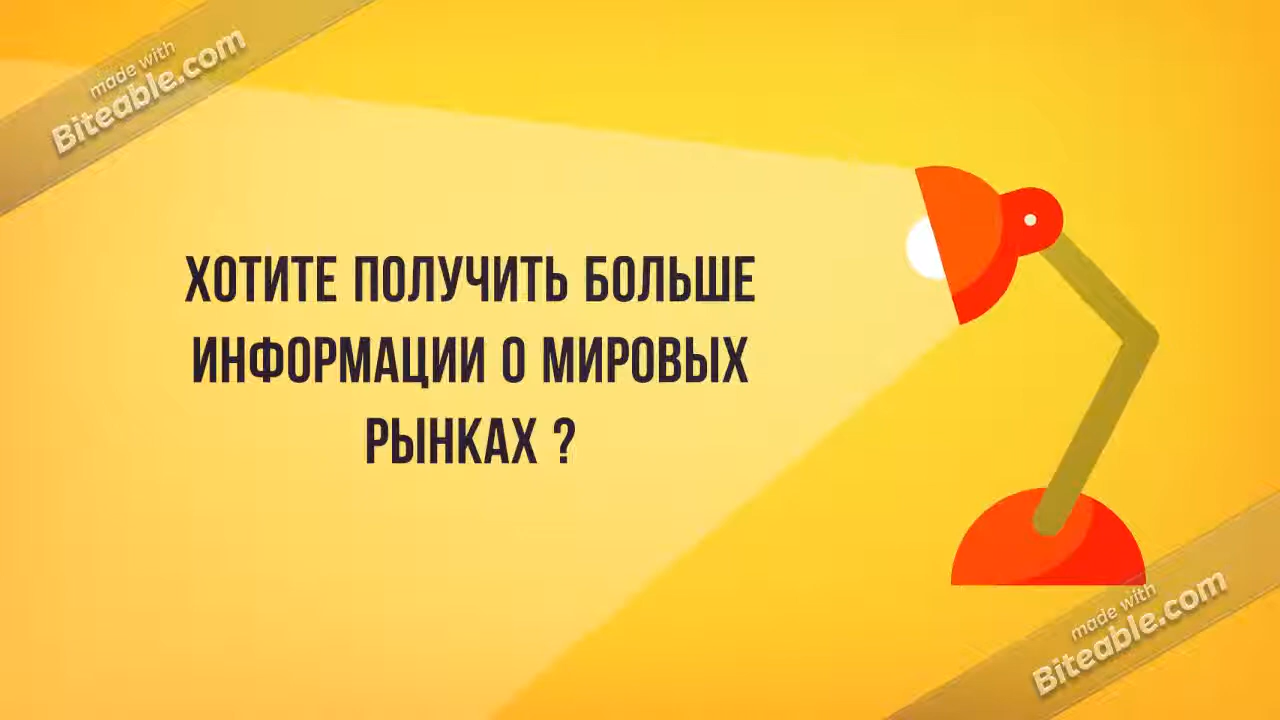 made with
Biteable.com
ХОТИТЕ ПОЛУЧИТЬ БОЛЬШЕ
ИНФОРМАЦИИ О МИРОВЫХ
РЫНКАХ ?
made with
Biteable.com